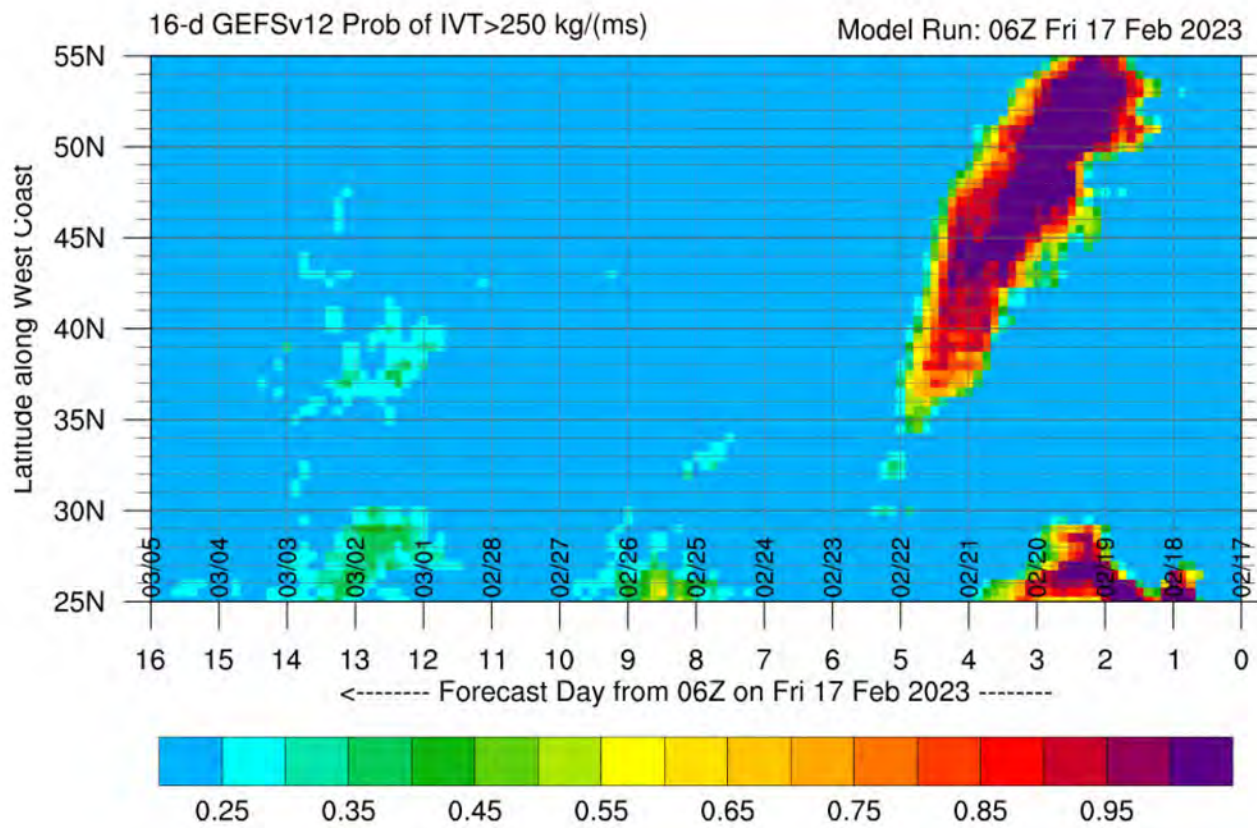 16-d GEFSv12 Prob of IVT>250 kg/(ms) Model Run: 06Z Fri 17 Feb 2023
Latitude along West Coast
55N
50N
45N
40N
35N
30N
25N
03/05 03/04 03/03 03/02 03/01 02/28 02/27 02/26 02/25 02/24 02/23 02/22 02/21 02/20 02/19 02/18 02/17
16 15 14 13 12 11 10 9 8 7 6 5 4 3 2 1 0
<-------- Forecast Day from 06Z on Fri 17 Feb 2023 --------
0.25 0.35 0.45 0.55 0.65 0.75 0.85 0.95